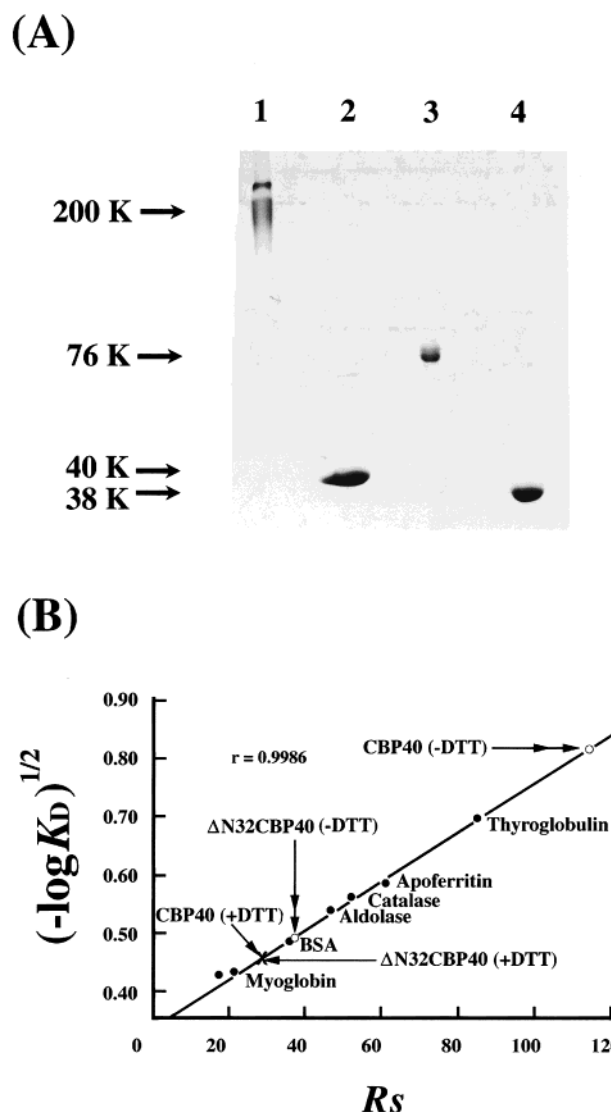 (A)
1 2 3 4
200 K
76 K
40 K
38 K
(B)
(-logKD)1/2
0.90
0.80
0.70
0.60
0.50
0.40
r = 0.9986
CBP40 (-DTT)
ΔN32CBP40 (-DTT)
Thyroglobulin
Apoferritin
Catalase
Aldolase
CBP40 (+DTT)
BSA
ΔN32CBP40 (+DTT)
Myoglobin
0 20 40 60 80 100 120
Rs